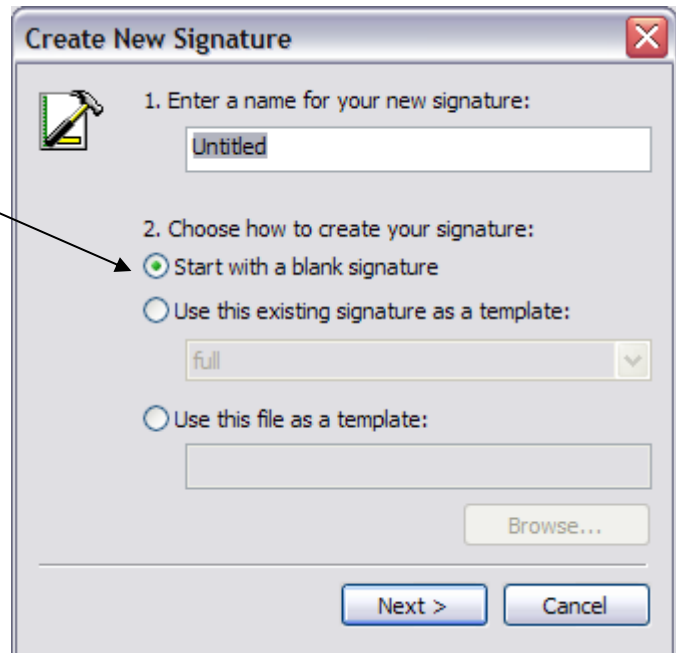 Create New Signature
1. Enter a name for your new signature:
Untitled
2. Choose how to create your signature:
Start with a blank signature
Use this existing signature as a template:
full
Use this file as a template:
Browse...
Next >
Cancel